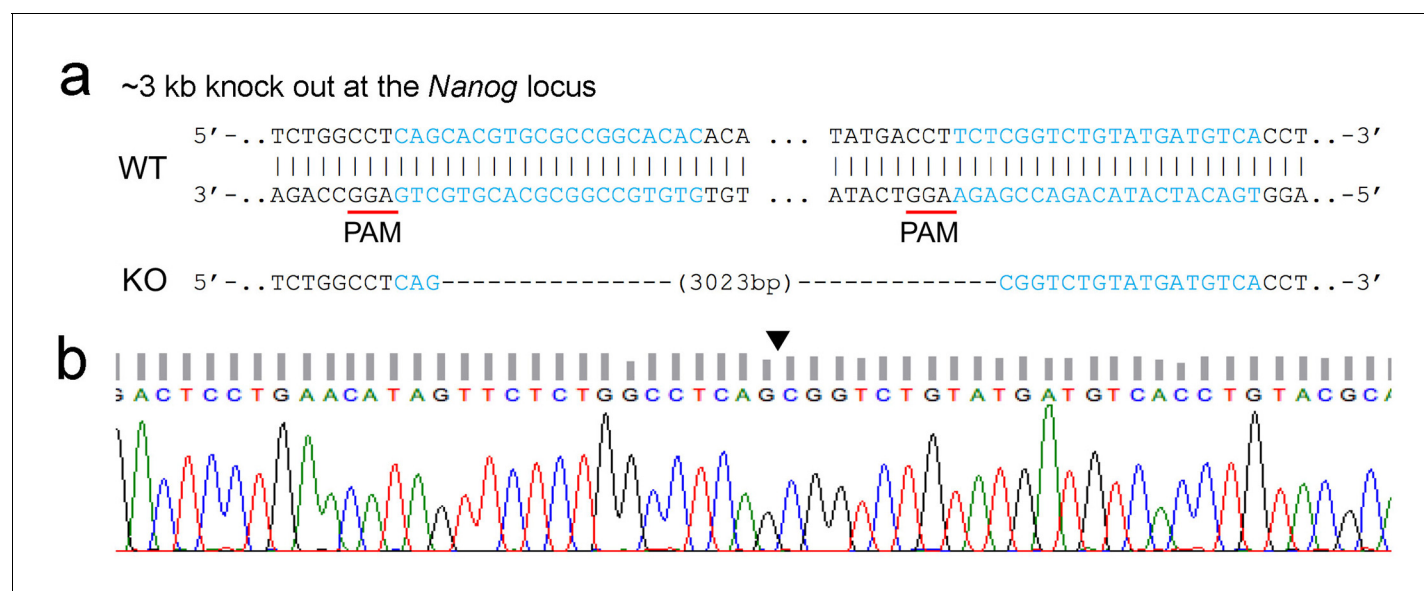 a ~3 kb knock out at the Nanog locus
5′-..TCTGGCCTCAGCACGTGCGCCGGCACACACA ... TATGACCTTCTCGGTCTGTATGATGTCACCT..-3′
WT
3′-..AGACCGGAGTCGTGCACGCGGCCGTGTGTGT ... ATACTGGAAGAGCCAGACATACTACAGTGGA..-5′
PAM PAM
KO 5′-..TCTGGCCTCAG---------------(3023bp)-------------CGGTCTGTATGATGTCACCT..-3′
b
GACTCCTGAACATAGTTCTCTGGCCTCAGCGGTCTGTATGATGTCACCTGTACGCA